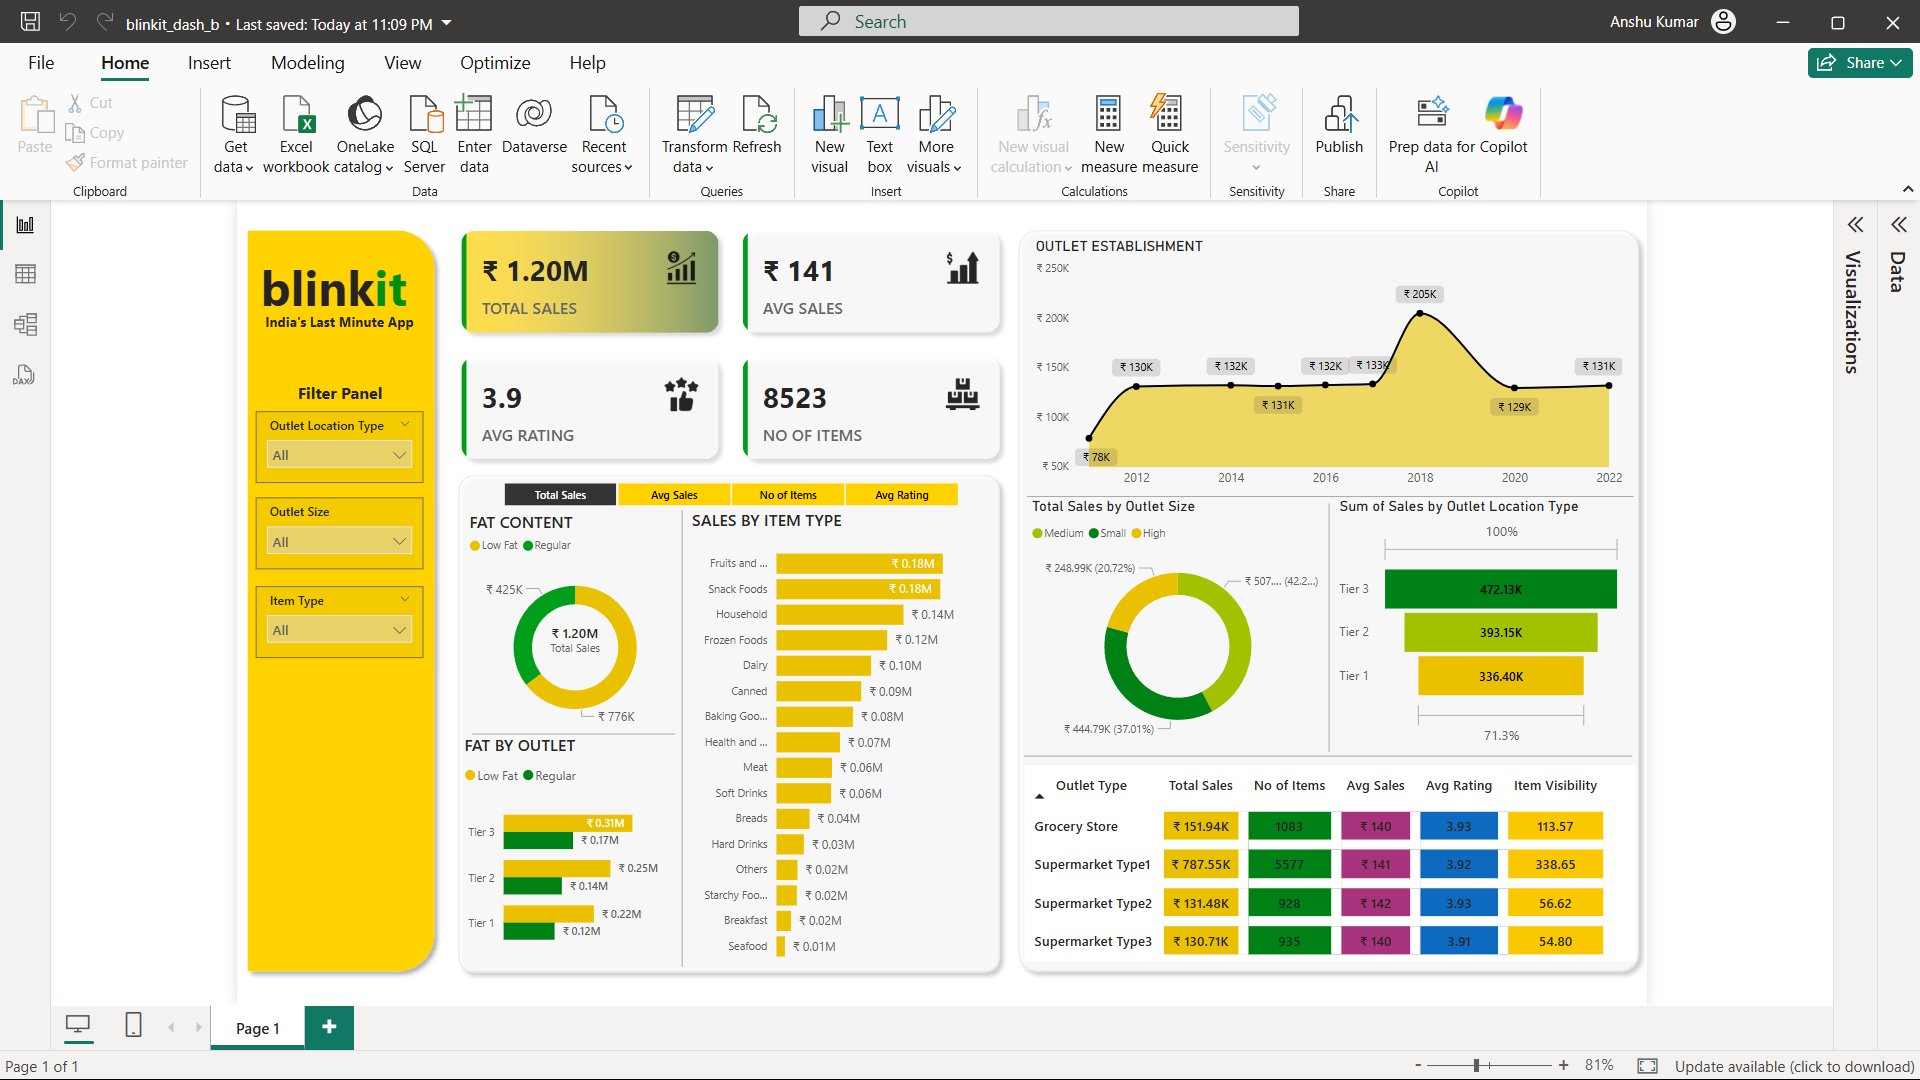 blinkit_dash_b • Last saved: Today at 11:09 PM
Search
Anshu Kumar
File Home Insert Modeling View Optimize Help
Share
Paste
Cut
Copy
Format painter
Clipboard
Get data
Excel workbook
OneLake catalog
SQL Server
Enter data
Dataverse
Recent sources
Data
Transform data
Refresh
Queries
New visual
Text box
More visuals
Insert
New visual calculation
New measure
Quick measure
Calculations
Sensitivity
Sensitivity
Publish
Share
Prep data for AI
Copilot
Copilot
DAX
blinkit
India's Last Minute App
Filter Panel
Outlet Location Type
All
Outlet Size
All
Item Type
All
₹ 1.20M
TOTAL SALES
₹ 141
AVG SALES
3.9
AVG RATING
8523
NO OF ITEMS
Total Sales Avg Sales No of Items Avg Rating
FAT CONTENT
Low Fat Regular
₹ 425K
₹ 1.20M
Total Sales
₹ 776K
FAT BY OUTLET
Low Fat Regular
Tier 3 ₹ 0.31M
₹ 0.17M
Tier 2 ₹ 0.25M
₹ 0.14M
Tier 1 ₹ 0.22M
₹ 0.12M
SALES BY ITEM TYPE
Fruits and ... ₹ 0.18M
Snack Foods ₹ 0.18M
Household ₹ 0.14M
Frozen Foods ₹ 0.12M
Dairy ₹ 0.10M
Canned ₹ 0.09M
Baking Goo... ₹ 0.08M
Health and ... ₹ 0.07M
Meat ₹ 0.06M
Soft Drinks ₹ 0.06M
Breads ₹ 0.04M
Hard Drinks ₹ 0.03M
Others ₹ 0.02M
Starchy Foo... ₹ 0.02M
Breakfast ₹ 0.02M
Seafood ₹ 0.01M
OUTLET ESTABLISHMENT
₹ 250K
₹ 200K
₹ 150K
₹ 100K
₹ 50K
₹ 78K
₹ 130K
₹ 132K
₹ 131K
₹ 132K
₹ 133K
₹ 205K
₹ 129K
₹ 131K
2012 2014 2016 2018 2020 2022
Total Sales by Outlet Size
Medium Small High
₹ 248.99K (20.72%)
₹ 507.... (42.2...)
₹ 444.79K (37.01%)
Sum of Sales by Outlet Location Type
100%
Tier 3 472.13K
Tier 2 393.15K
Tier 1 336.40K
71.3%
Outlet Type Total Sales No of Items Avg Sales Avg Rating Item Visibility
Grocery Store ₹ 151.94K 1083 ₹ 140 3.93 113.57
Supermarket Type1 ₹ 787.55K 5577 ₹ 141 3.92 338.65
Supermarket Type2 ₹ 131.48K 928 ₹ 142 3.93 56.62
Supermarket Type3 ₹ 130.71K 935 ₹ 140 3.91 54.80
Visualizations
Data
Page 1
Page 1 of 1
81%
Update available (click to download)